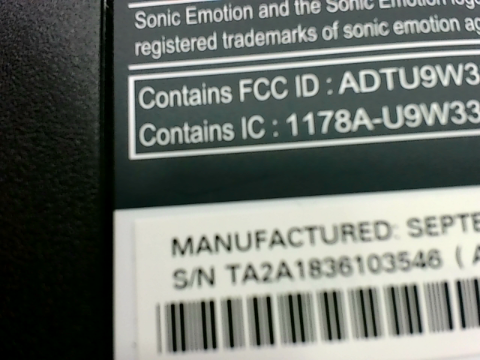 Sonic Emotion and the Sonic Emotion
registered trademarks of sonic emotion
Contains FCC ID : ADTU9W3
Contains IC : 1178A-U9W33
MANUFACTURED: SEPTE
S/N TA2A1836103546 (